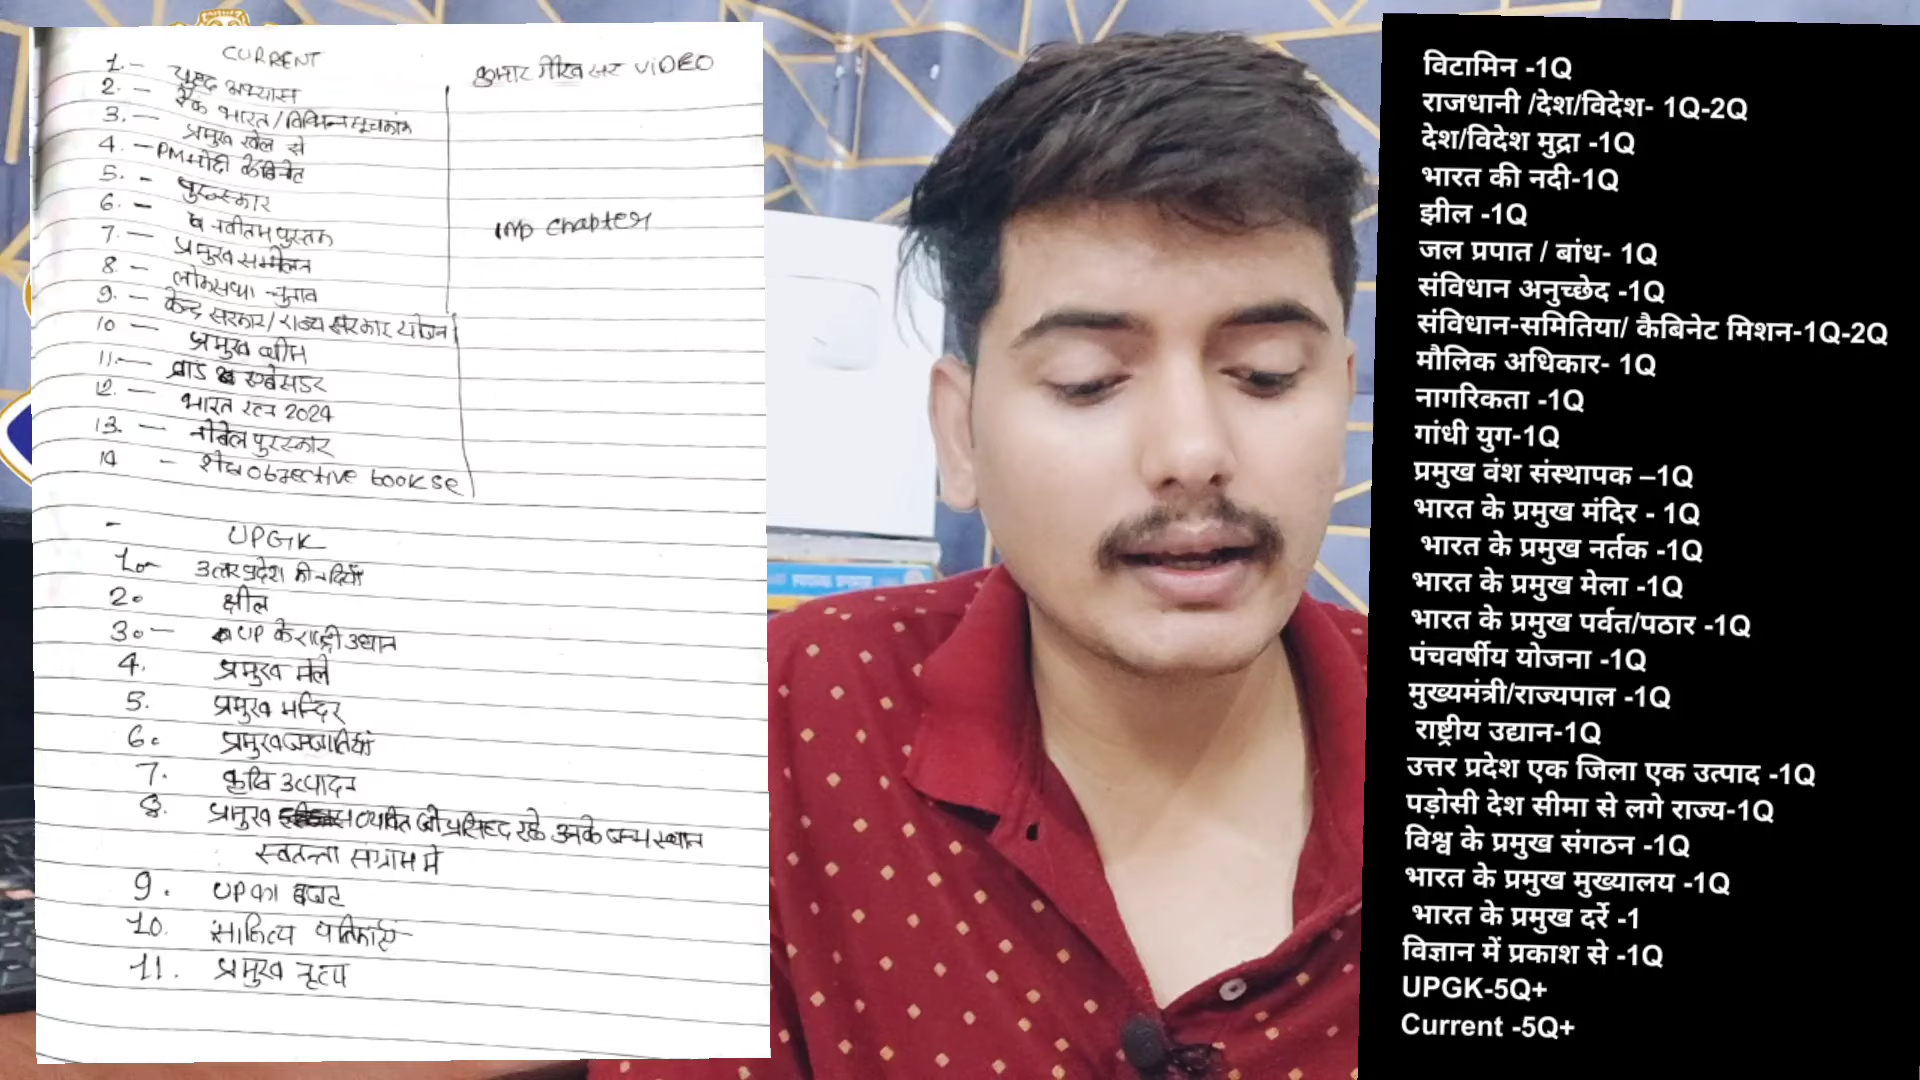 CURRENT
कुमार गौरव सर VIDEO
1. - युद्ध अभ्यास
2. - रैंक भारत / विभिन्न सूचकांक
3. - प्रमुख खेल से
4. - PM मोदी केबिनेट
5. - पुरुस्कार
6. - नवीतम पुस्तक
imp chapter
7. - प्रमुख सम्मेलन
8. - लोकसभा चुनाव
9. - केन्द्र सरकार / राज्य सरकार योजन
10 - प्रमुख थीम
11. - ब्रांड एम्बेसडर
12. - भारत रत्न 2024
13. - नोबेल पुरस्कार
14 - शेष objective book se
UPGK
1. उत्तर प्रदेश की नदियाँ
2. झील
3. - UP के राष्ट्री उधान
4. प्रमुख मेले
5. प्रमुख मन्दिर
6. प्रमुख जनजातियां
7. कृषि उत्पादन
8. प्रमुख व्यक्ति जो प्रसिद्द रहे उनके जन्म स्थान
स्वतन्त्रता संग्राम मे
9. UP का बजट
10. साहित्य पत्रिकाएं
11. प्रमुख नृत्य
विटामिन -1Q
राजधानी /देश/विदेश- 1Q-2Q
देश/विदेश मुद्रा -1Q
भारत की नदी-1Q
झील -1Q
जल प्रपात / बांध- 1Q
संविधान अनुच्छेद -1Q
संविधान-समितिया/ कैबिनेट मिशन-1Q-2Q
मौलिक अधिकार- 1Q
नागरिकता -1Q
गांधी युग-1Q
प्रमुख वंश संस्थापक –1Q
भारत के प्रमुख मंदिर - 1Q
भारत के प्रमुख नर्तक -1Q
भारत के प्रमुख मेला -1Q
भारत के प्रमुख पर्वत/पठार -1Q
पंचवर्षीय योजना -1Q
मुख्यमंत्री/राज्यपाल -1Q
राष्ट्रीय उद्यान-1Q
उत्तर प्रदेश एक जिला एक उत्पाद -1Q
पड़ोसी देश सीमा से लगे राज्य-1Q
विश्व के प्रमुख संगठन -1Q
भारत के प्रमुख मुख्यालय -1Q
भारत के प्रमुख दर्रे -1
विज्ञान में प्रकाश से -1Q
UPGK-5Q+
Current -5Q+